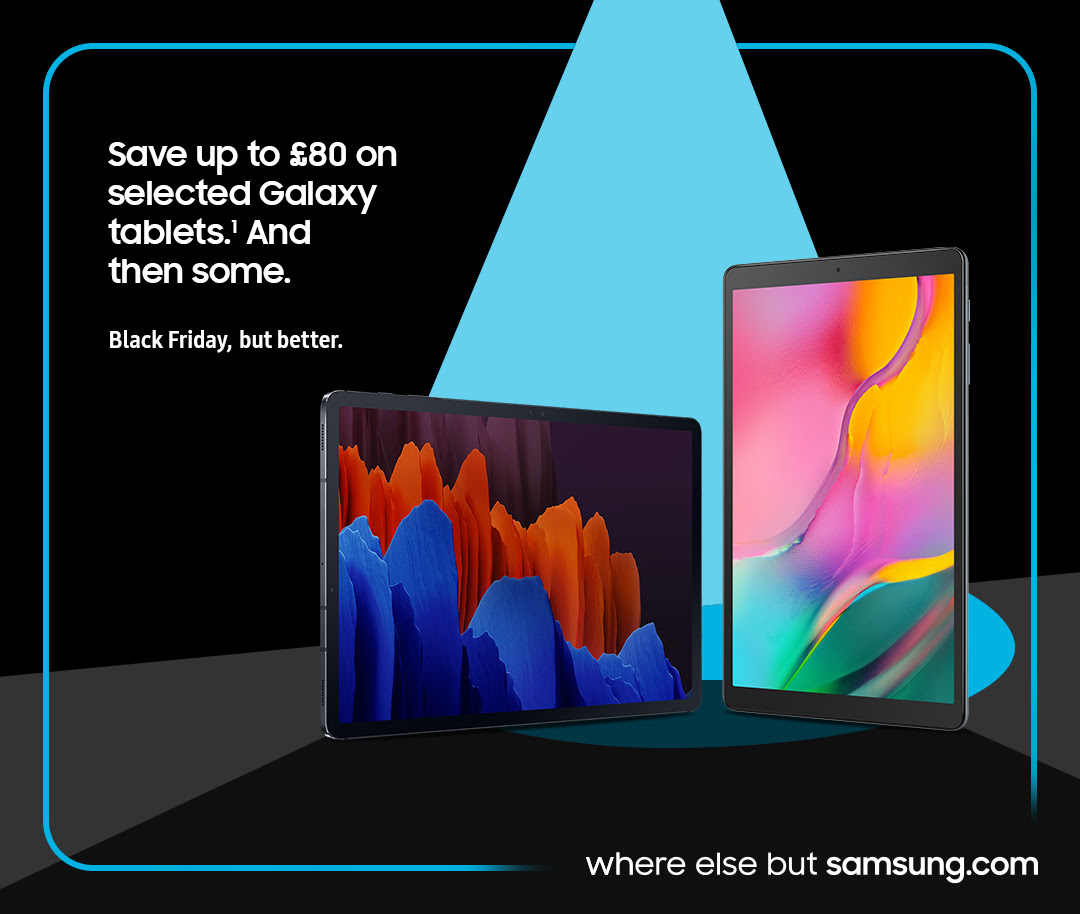 Save up to £80 on
selected Galaxy
tablets.¹ And
then some.
Black Friday, but better.
where else but samsung.com